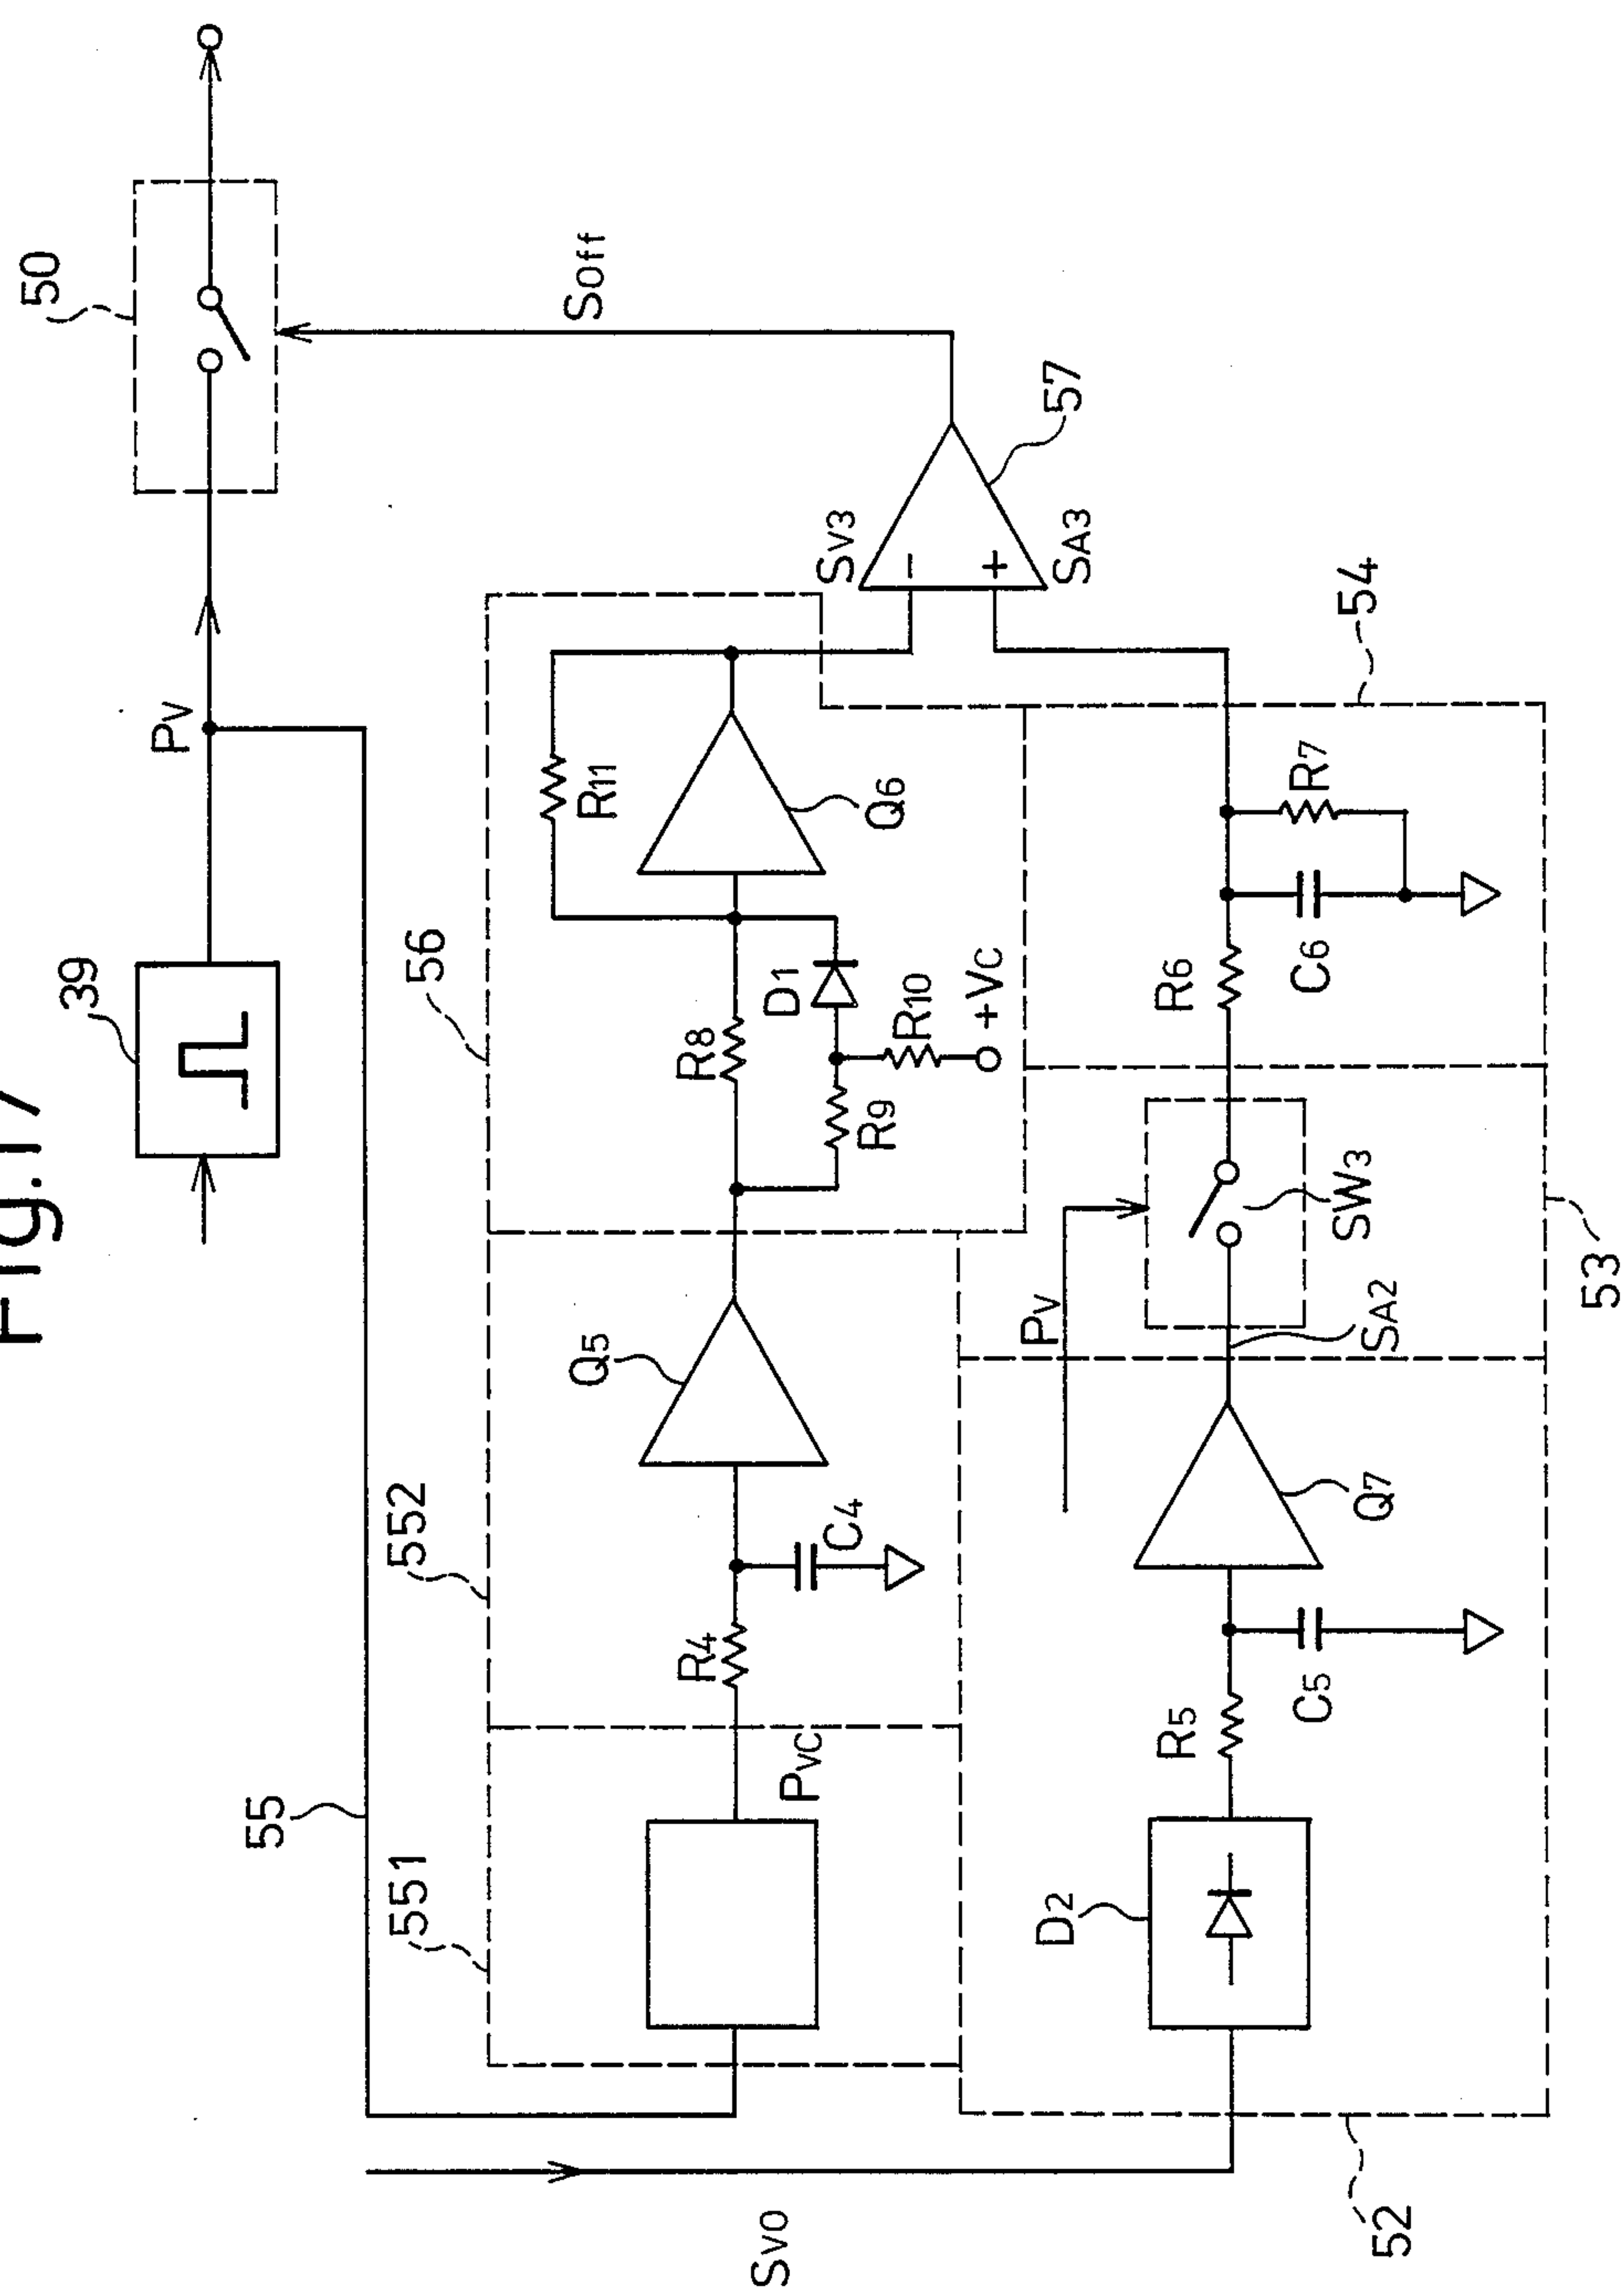 Fig.17
39
PV
50
55
SOff
551
552
56
PVC
R4
C4
Q5
R8
R9
D1
R10
+VC
R11
Q6
SV3
-
+
SA3
57
SVO
D2
R5
C5
Q7
PV
SA2
SW3
R6
C6
R7
54
52
53